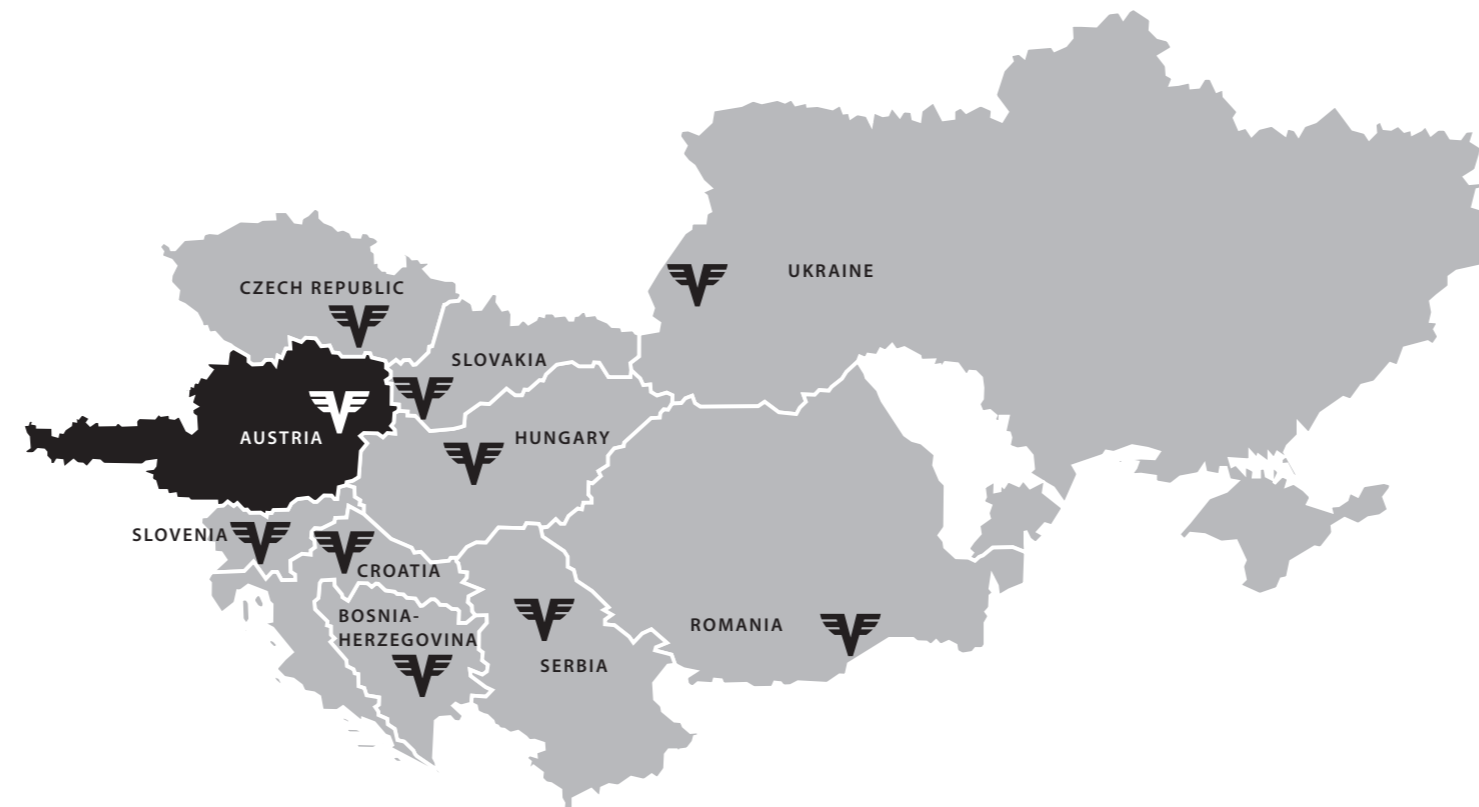 UKRAINE
CZECH REPUBLIC
SLOVAKIA
AUSTRIA
HUNGARY
SLOVENIA
CROATIA
BOSNIA-
HERZEGOVINA
ROMANIA
SERBIA